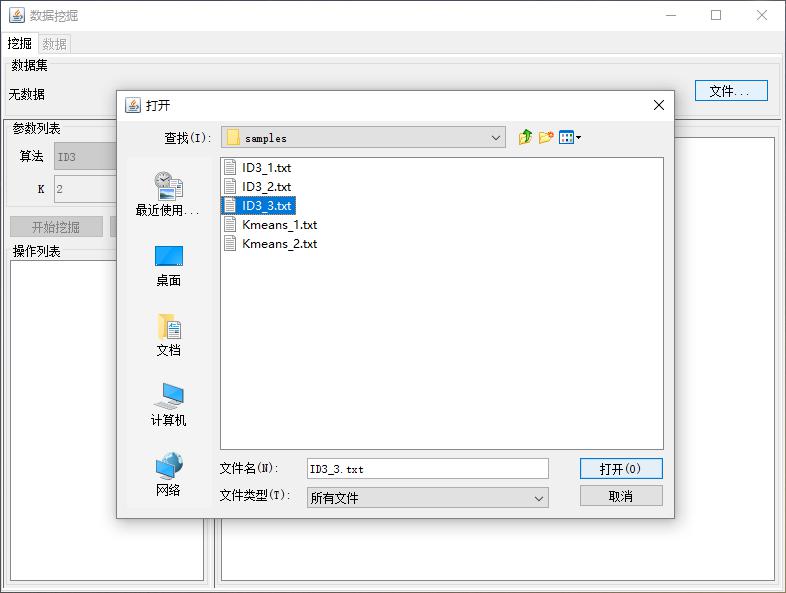 数据挖掘
挖掘
数据
数据集
无数据
文件...
参数列表
算法
ID3
K
2
开始挖掘
操作列表
打开
查找(I):
samples
最近使用...
桌面
文档
计算机
网络
ID3_1.txt
ID3_2.txt
ID3_3.txt
Kmeans_1.txt
Kmeans_2.txt
文件名(N):
ID3_3.txt
打开(O)
文件类型(T):
所有文件
取消